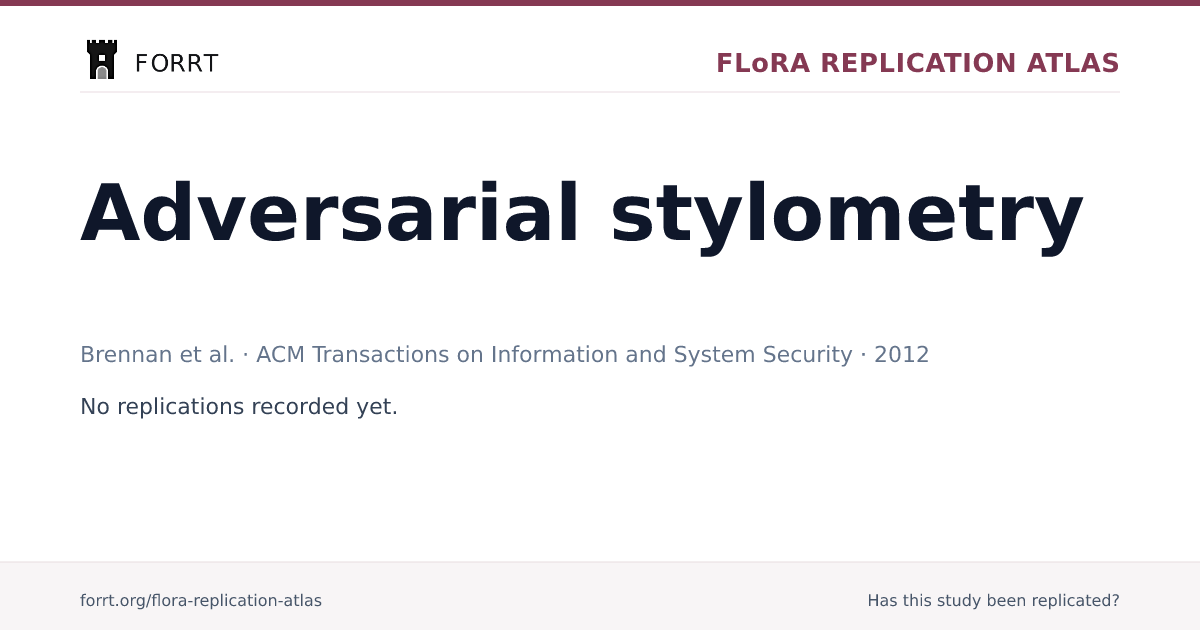 FORRT
FLoRA REPLICATION ATLAS
Adversarial stylometry
Brennan et al. · ACM Transactions on Information and System Security · 2012
No replications recorded yet.
forrt.org/flora-replication-atlas
Has this study been replicated?